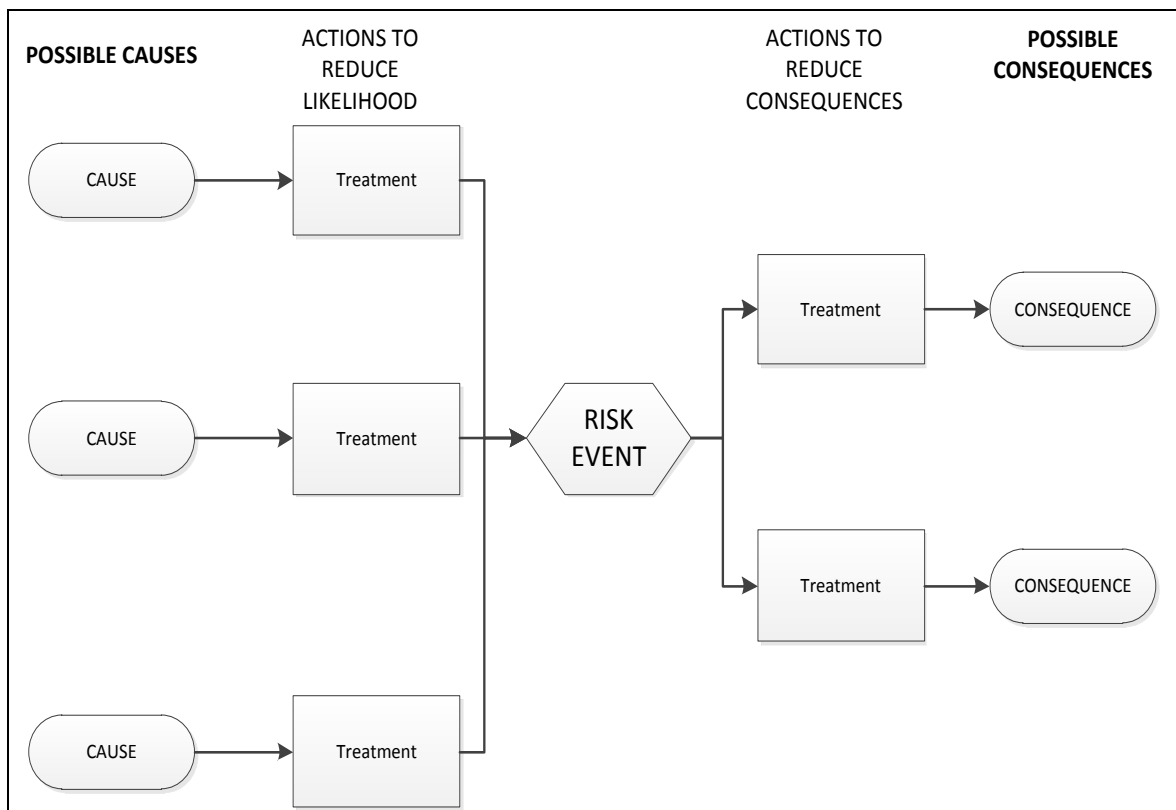 POSSIBLE CAUSES
ACTIONS TO
REDUCE
LIKELIHOOD
ACTIONS TO
REDUCE
CONSEQUENCES
POSSIBLE
CONSEQUENCES
CAUSE
Treatment
Treatment
CONSEQUENCE
CAUSE
Treatment
RISK
EVENT
Treatment
CONSEQUENCE
CAUSE
Treatment